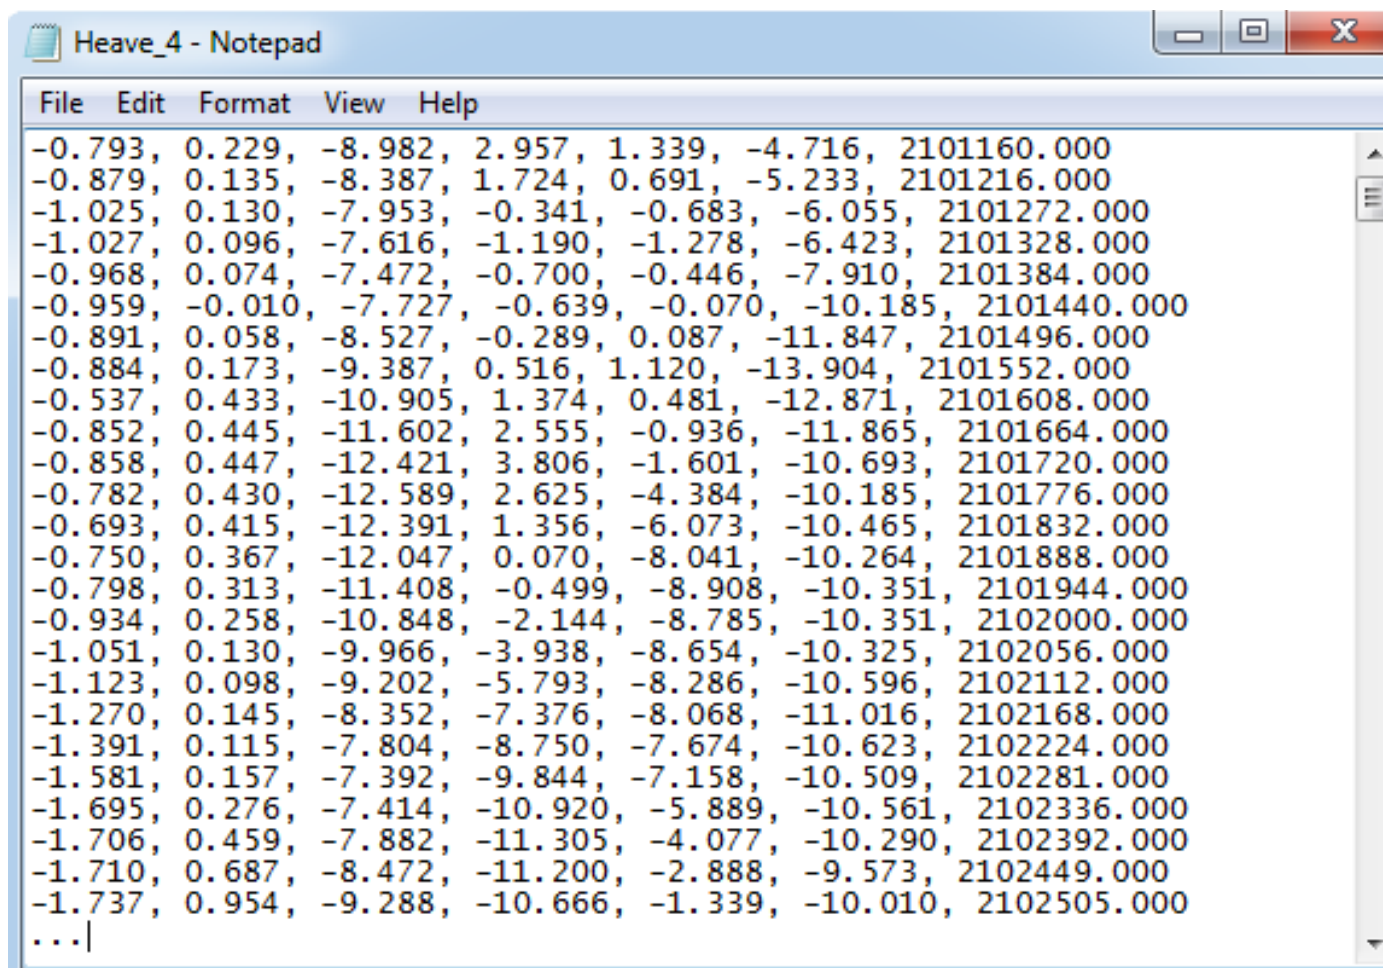 Heave_4 - Notepad
File Edit Format View Help
-0.793, 0.229, -8.982, 2.957, 1.339, -4.716, 2101160.000
-0.879, 0.135, -8.387, 1.724, 0.691, -5.233, 2101216.000
-1.025, 0.130, -7.953, -0.341, -0.683, -6.055, 2101272.000
-1.027, 0.096, -7.616, -1.190, -1.278, -6.423, 2101328.000
-0.968, 0.074, -7.472, -0.700, -0.446, -7.910, 2101384.000
-0.959, -0.010, -7.727, -0.639, -0.070, -10.185, 2101440.000
-0.891, 0.058, -8.527, -0.289, 0.087, -11.847, 2101496.000
-0.884, 0.173, -9.387, 0.516, 1.120, -13.904, 2101552.000
-0.537, 0.433, -10.905, 1.374, 0.481, -12.871, 2101608.000
-0.852, 0.445, -11.602, 2.555, -0.936, -11.865, 2101664.000
-0.858, 0.447, -12.421, 3.806, -1.601, -10.693, 2101720.000
-0.782, 0.430, -12.589, 2.625, -4.384, -10.185, 2101776.000
-0.693, 0.415, -12.391, 1.356, -6.073, -10.465, 2101832.000
-0.750, 0.367, -12.047, 0.070, -8.041, -10.264, 2101888.000
-0.798, 0.313, -11.408, -0.499, -8.908, -10.351, 2101944.000
-0.934, 0.258, -10.848, -2.144, -8.785, -10.351, 2102000.000
-1.051, 0.130, -9.966, -3.938, -8.654, -10.325, 2102056.000
-1.123, 0.098, -9.202, -5.793, -8.286, -10.596, 2102112.000
-1.270, 0.145, -8.352, -7.376, -8.068, -11.016, 2102168.000
-1.391, 0.115, -7.804, -8.750, -7.674, -10.623, 2102224.000
-1.581, 0.157, -7.392, -9.844, -7.158, -10.509, 2102281.000
-1.695, 0.276, -7.414, -10.920, -5.889, -10.561, 2102336.000
-1.706, 0.459, -7.882, -11.305, -4.077, -10.290, 2102392.000
-1.710, 0.687, -8.472, -11.200, -2.888, -9.573, 2102449.000
-1.737, 0.954, -9.288, -10.666, -1.339, -10.010, 2102505.000
...